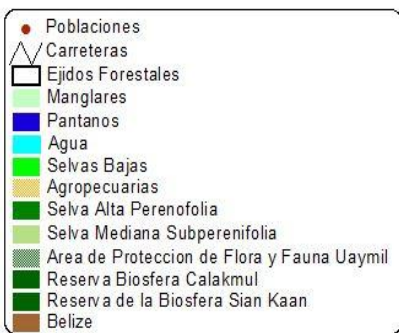 Poblaciones
Carreteras
Ejidos Forestales
Manglares
Pantanos
Agua
Selvas Bajas
Agropecuarias
Selva Alta Perenofolia
Selva Mediana Subperenifolia
Area de Proteccion de Flora y Fauna Uaymil
Reserva Biosfera Calakmul
Reserva de la Biosfera Sian Kaan
Belize